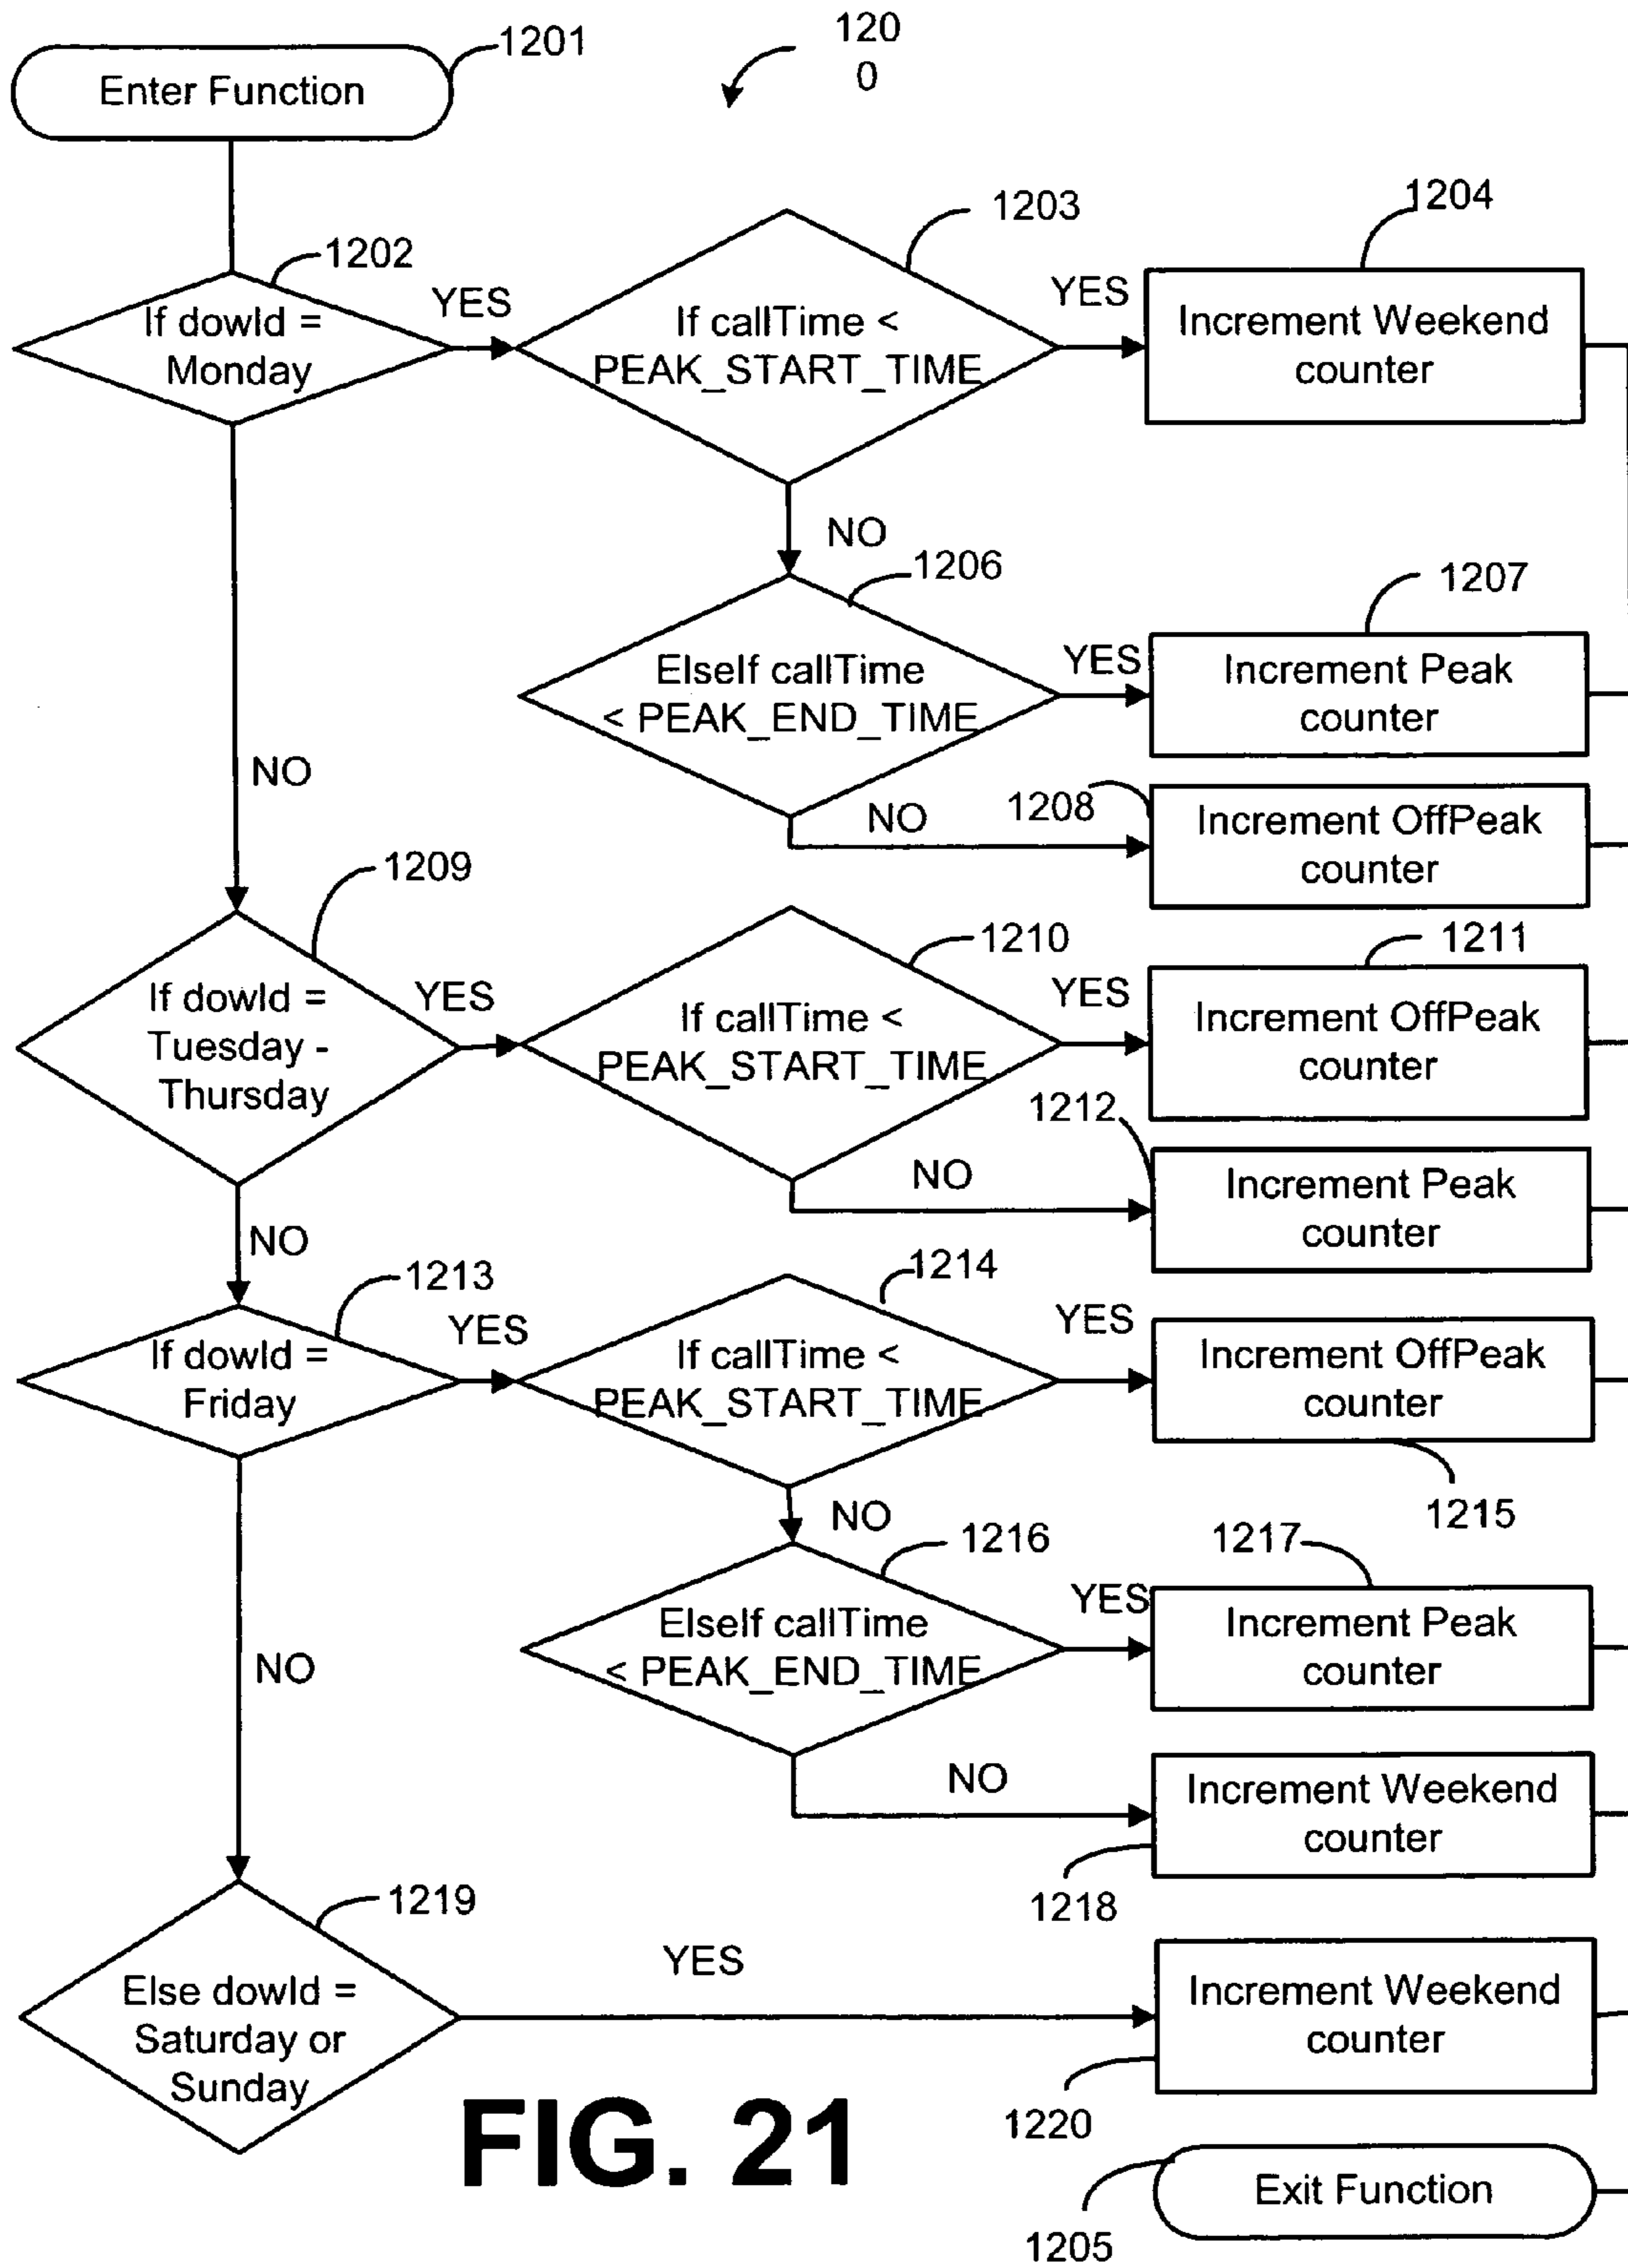 1201
120
0
Enter Function
1202
1203
1204
If dowId =
Monday
YES
If callTime <
PEAK_START_TIME
YES
Increment Weekend
counter
NO
1206
1207
ElseIf callTime
< PEAK_END_TIME
YES
Increment Peak
counter
NO
NO
1208
Increment OffPeak
counter
1209
1210
1211
If dowId =
Tuesday -
Thursday
YES
If callTime <
PEAK_START_TIME
YES
Increment OffPeak
counter
1212
NO
Increment Peak
counter
NO
1213
1214
If dowId =
Friday
YES
If callTime <
PEAK_START_TIME
YES
Increment OffPeak
counter
1215
NO
1216
1217
ElseIf callTime
< PEAK_END_TIME
YES
Increment Peak
counter
NO
NO
Increment Weekend
counter
1218
1219
Else dowId =
Saturday or
Sunday
YES
Increment Weekend
counter
1220
FIG. 21
Exit Function
1205